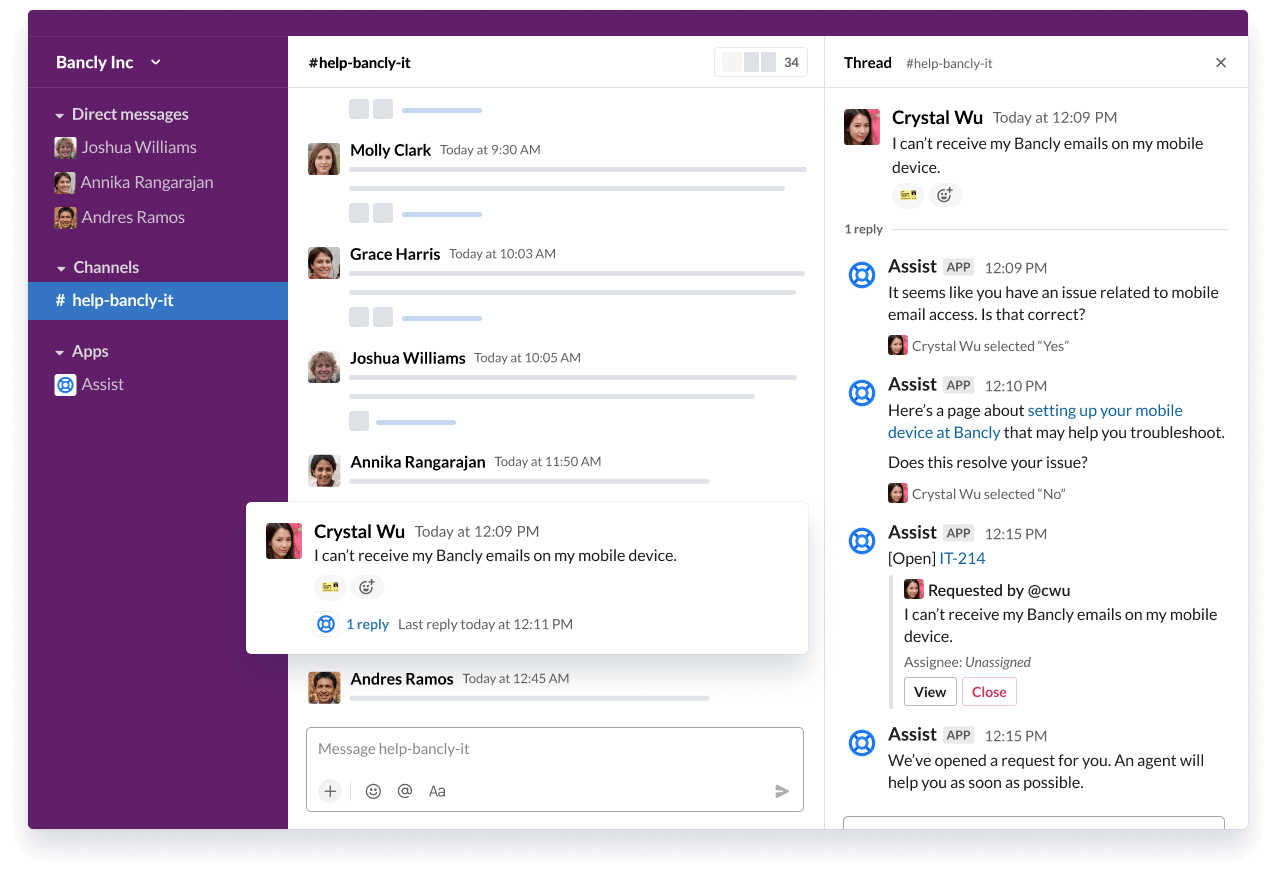 Bancly Inc
Direct messages
Joshua Williams
Annika Rangarajan
Andres Ramos
Channels
# help-bancly-it
Apps
Assist
#help-bancly-it
34
Molly Clark Today at 9:30 AM
Grace Harris Today at 10:03 AM
Joshua Williams Today at 10:05 AM
Annika Rangarajan Today at 11:50 AM
Crystal Wu Today at 12:09 PM
I can’t receive my Bancly emails on my mobile device.
1 reply Last reply today at 12:11 PM
Andres Ramos Today at 12:45 AM
Message help-bancly-it
@ Aa
Thread #help-bancly-it
Crystal Wu Today at 12:09 PM
I can’t receive my Bancly emails on my mobile
device.
1 reply
Assist APP 12:09 PM
It seems like you have an issue related to mobile
email access. Is that correct?
Crystal Wu selected “Yes”
Assist APP 12:10 PM
Here’s a page about setting up your mobile
device at Bancly that may help you troubleshoot.
Does this resolve your issue?
Crystal Wu selected “No”
Assist APP 12:15 PM
[Open] IT-214
Requested by @cwu
I can’t receive my Bancly emails on my mobile
device.
Assignee: Unassigned
View Close
Assist APP 12:15 PM
We’ve opened a request for you. An agent will
help you as soon as possible.